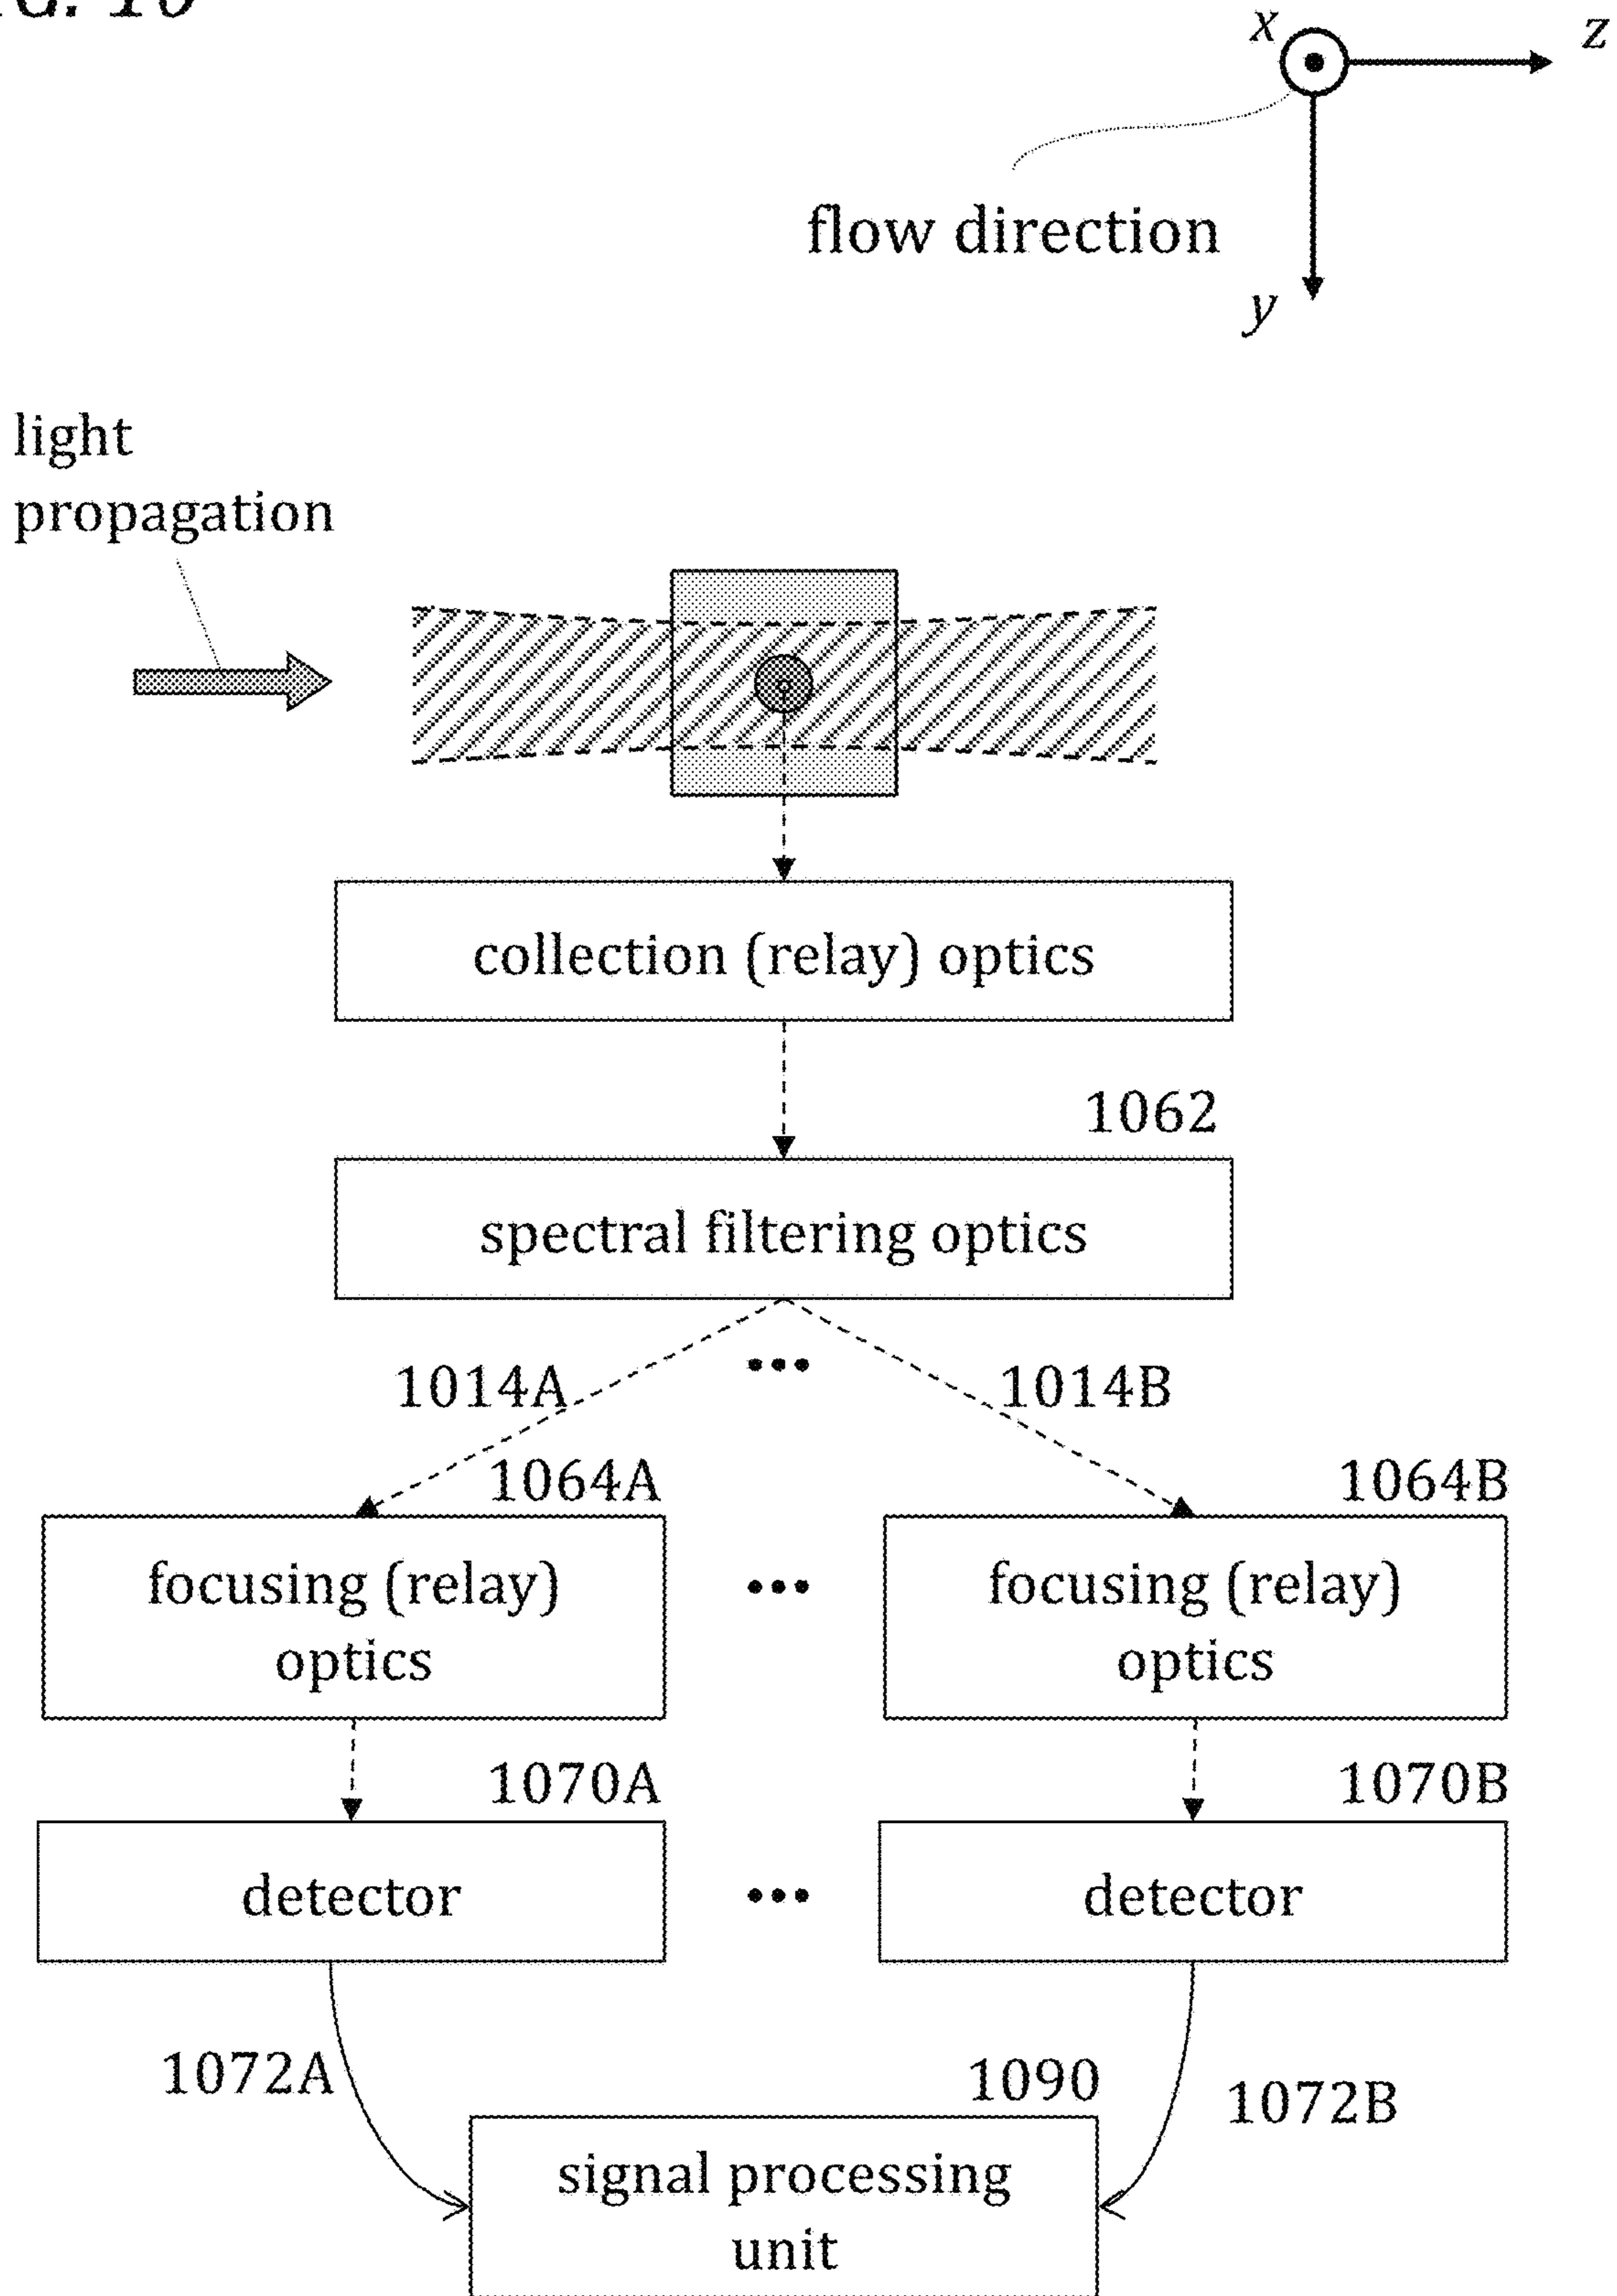 10
x
z
flow direction
y
light
propagation
collection (relay) optics
1062
spectral filtering optics
•••
1014A
1014B
1064A
1064B
focusing (relay)
optics
•••
focusing (relay)
optics
1070A
1070B
detector
•••
detector
1072A
1090
1072B
signal processing
unit